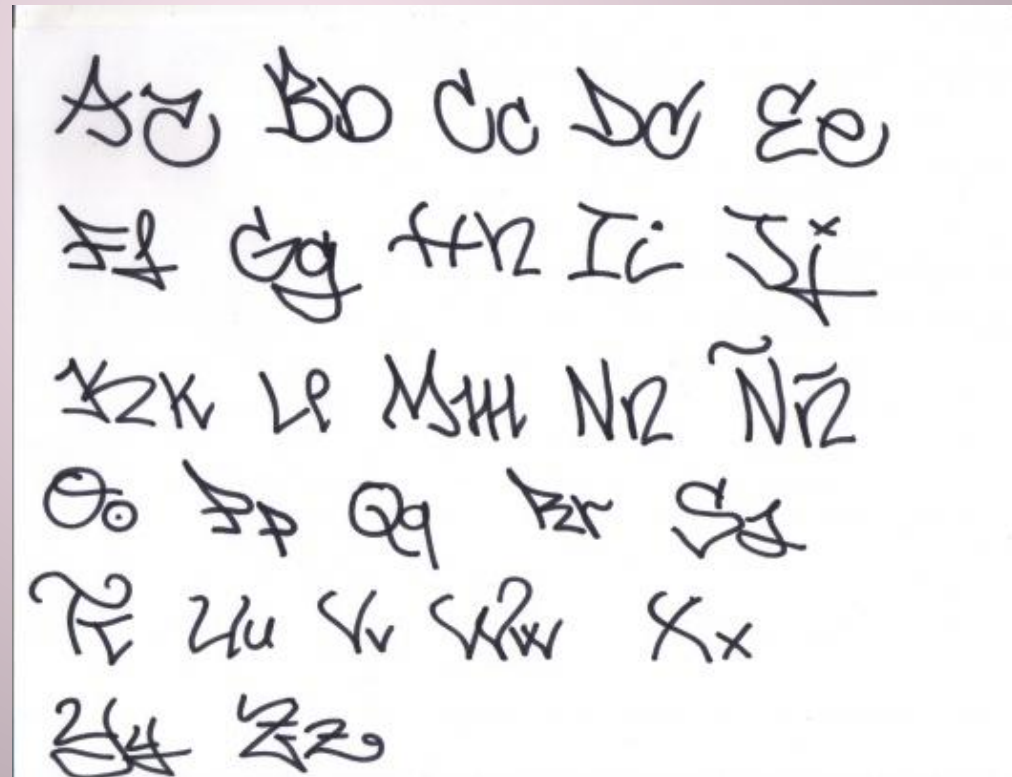 Aa Bb Cc Dd Ee
Ff Gg Hh Ii Jj
Kk Ll Mm Nn Ññ
Oo Pp Qq Rr Ss
Tt Uu Vv Ww Xx
Yy Zz